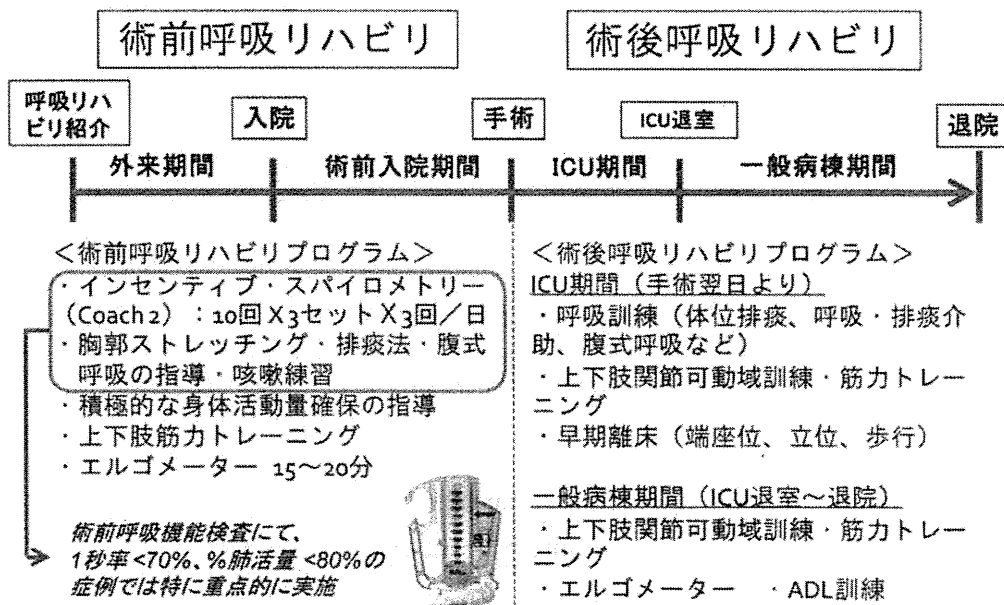 術前呼吸リハビリ
術後呼吸リハビリ
呼吸リハ
ビリ紹介
入院
手術
ICU退室
退院
外来期間
術前入院期間
ICU期間
一般病棟期間
＜術前呼吸リハビリプログラム＞
・インセンティブ・スパイロメトリー
（Coach 2）：10回X3セットX3回／日
・胸郭ストレッチング・排痰法・腹式
呼吸の指導・咳嗽練習
・積極的な身体活動量確保の指導
・上下肢筋力トレーニング
・エルゴメーター 15～20分
術前呼吸機能検査にて、
1秒率<70%、%肺活量<80%の
症例では特に重点的に実施
＜術後呼吸リハビリプログラム＞
ICU期間（手術翌日より）
・呼吸訓練（体位排痰、呼吸・排痰介
助、腹式呼吸など）
・上下肢関節可動域訓練・筋力トレー
ニング
・早期離床（端座位、立位、歩行）
一般病棟期間（ICU退室～退院）
・上下肢関節可動域訓練・筋力トレー
ニング
・エルゴメーター ・ADL訓練